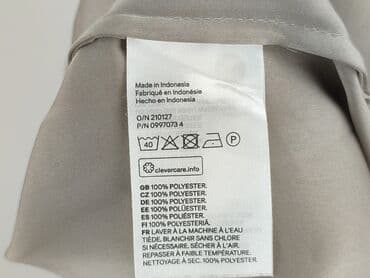 Made in Indonesia
Fabriqué en Indonésie
Hecho en Indonesia
O/N 210127
P/N 0997073 4
40 P
clevercare.info
GB 100% POLYESTER.
CZ 100% POLYESTER.
DE 100% POLYESTER.
EE 100% POLÜESTER.
ES 100% POLIÉSTER.
FI 100% POLYESTERIÄ.
FR LAVER À LA MACHINE À L'EAU
TIÈDE, BLANCHIR SANS CHLORE
SI NÉCESSAIRE, SÉCHER À L'AIR.
REPASSER À FAIBLE TEMPÉRATURE
NETTOYAGE À SEC. 100% POLYESTER